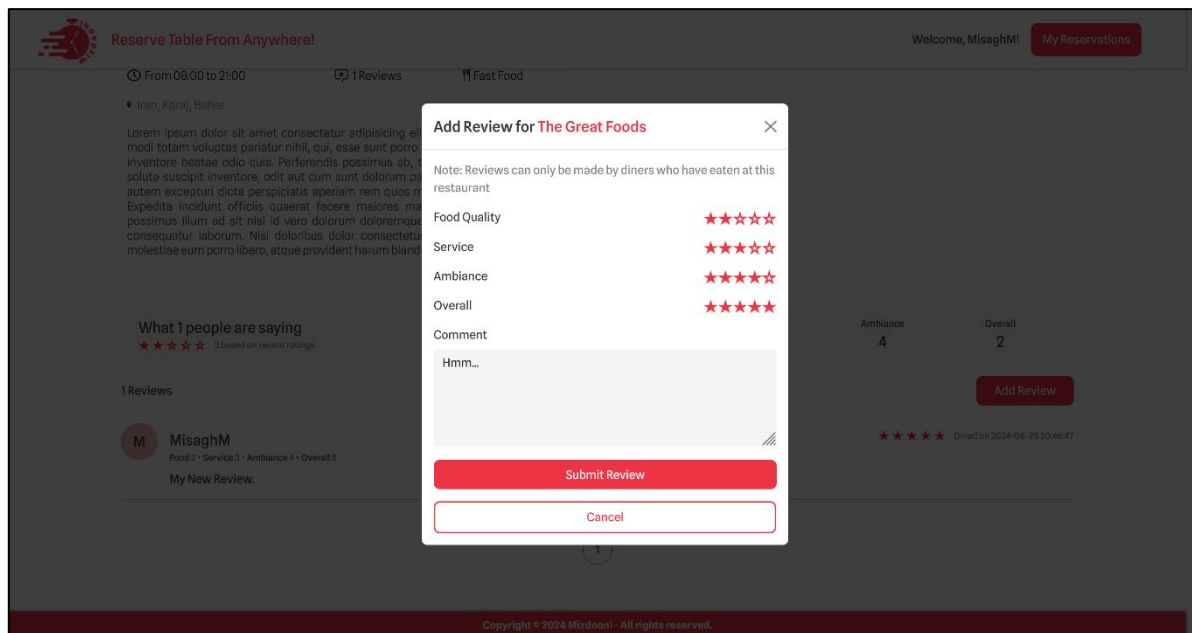 Reserve Table From Anywhere!
Welcome, MisaghM!
My Reservations
From 08:00 to 21:00
1 Reviews
Fast Food
Iran, Karaj, Bahar
Lorem ipsum dolor sit amet consectetur adipisicing eli
modi totam voluptas pariatur nihil, qui, esse sunt porro
inventore beatae odio quia. Perferendis possimus ab, t
soluta suscipit inventore, odit aut cum sunt dolorum pa
autem excepturi dicta perspiciatis aperiam rem quos m
Expedita incidunt officiis quaerat facere maiores ma
possimus illum ad sit nisi id vero dolorum doloremque
consequatur laborum. Nisi doloribus dolor consectetu
molestiae eum porro libero, atque provident harum bland
Add Review for The Great Foods
Note: Reviews can only be made by diners who have eaten at this
restaurant
Food Quality
Service
Ambiance
Overall
Comment
Hmm...
Submit Review
Cancel
What 1 people are saying
2 based on recent ratings
Ambiance
4
Overall
2
1 Reviews
Add Review
M
MisaghM
Food 2 • Service 3 • Ambiance 4 • Overall 5
My New Review.
Dined on 2024-08-25 20:46:47
1
Copyright © 2024 Mizdooni - All rights reserved.